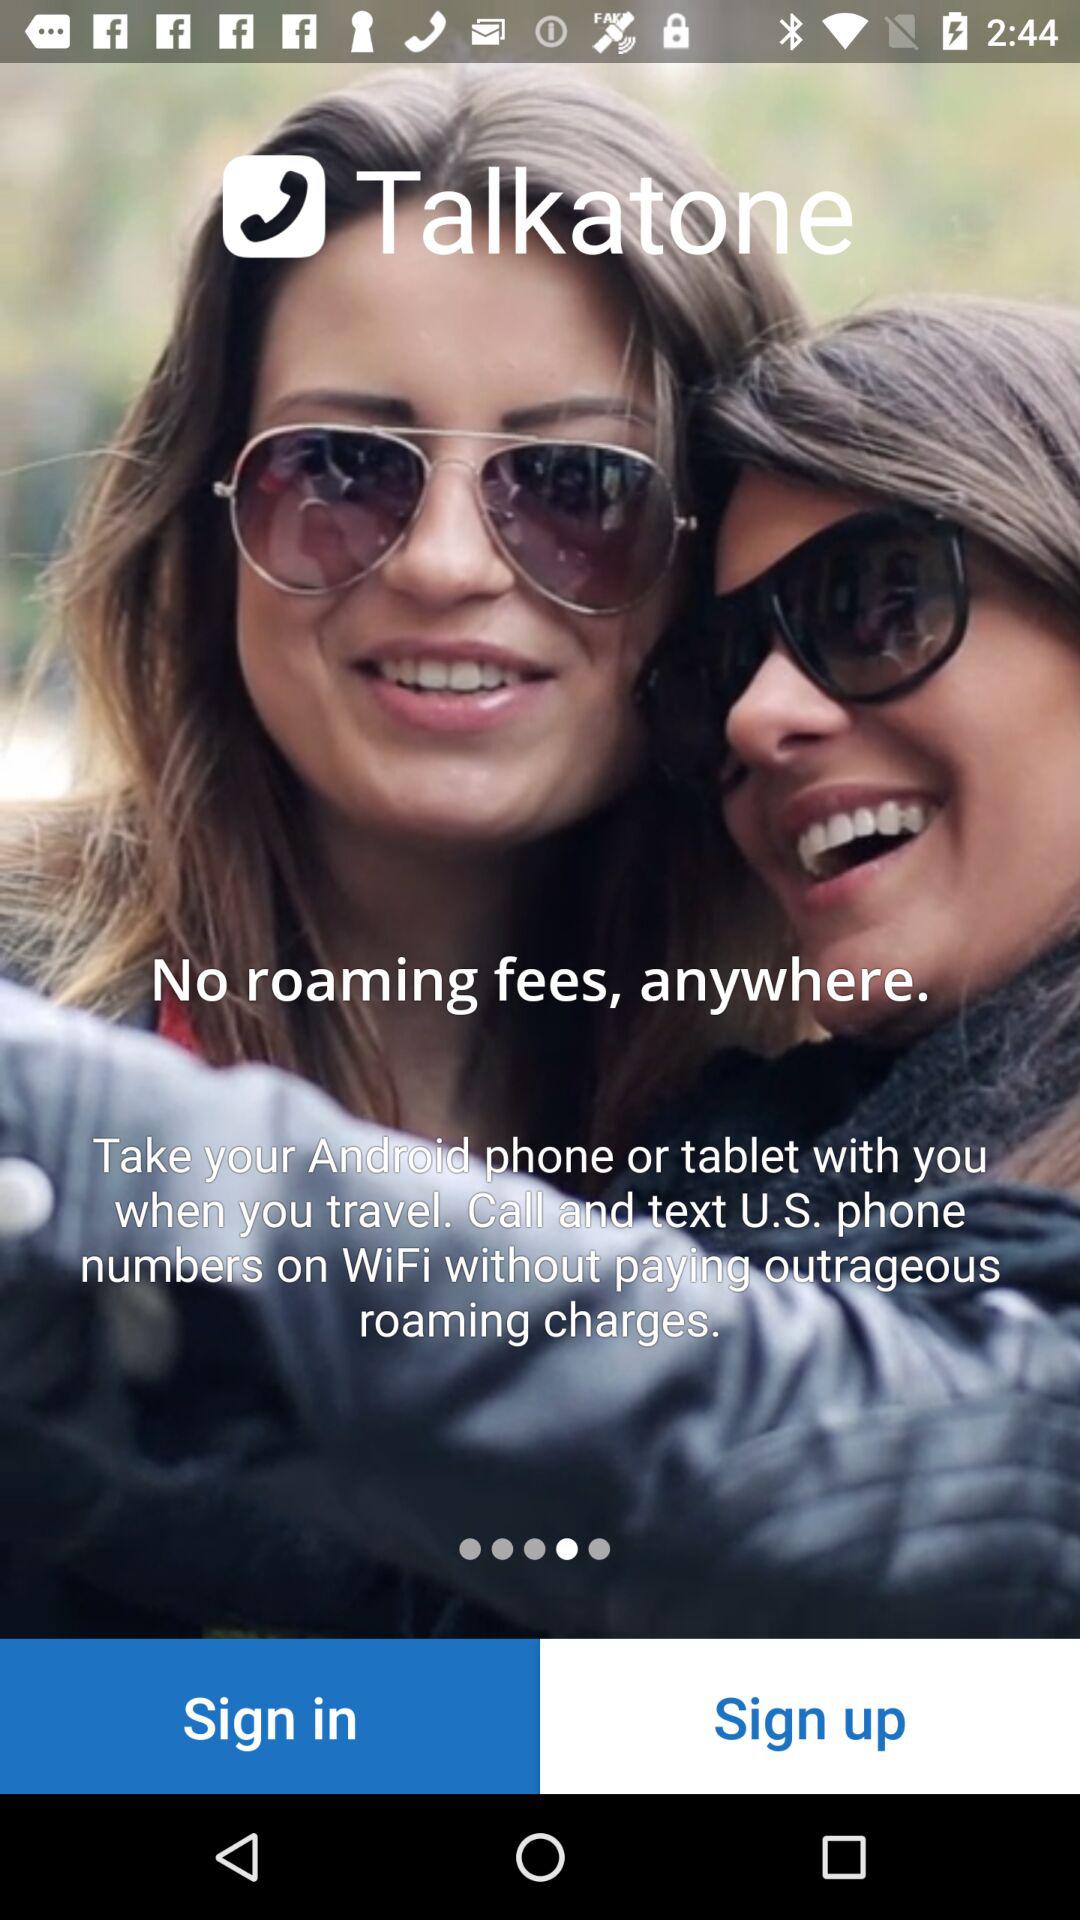 FAKE
2:44
Talkatone
No roaming fees, anywhere.
Take your Android phone or tablet with you
when you travel. Call and text U.S. phone
numbers on WiFi without paying outrageous
roaming charges.
Sign in
Sign up